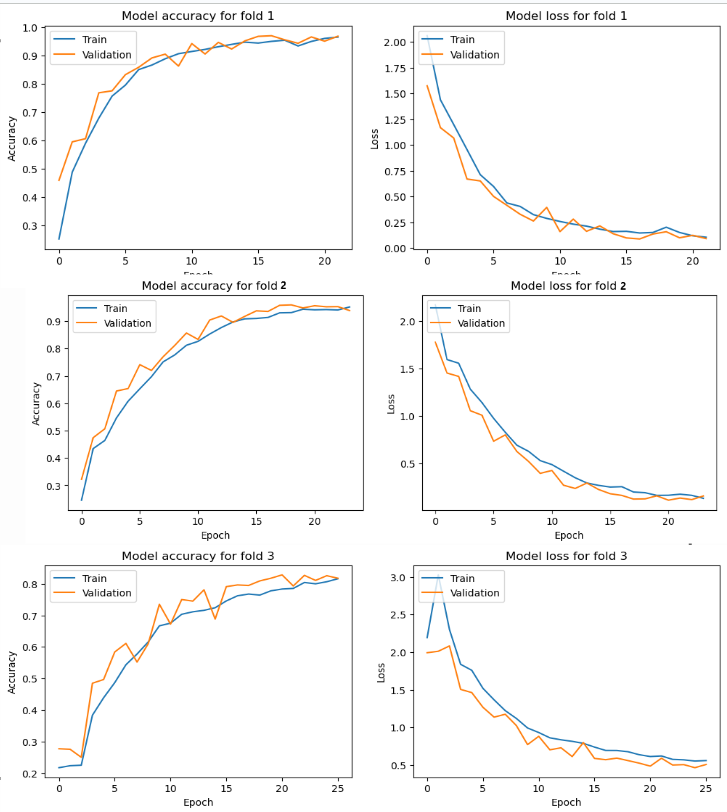 Model accuracy for fold 1
Model loss for fold 1
Train
Validation
Train
Validation
Accuracy
1.0
0.9
0.8
0.7
0.6
0.5
0.4
0.3
0 5 10 15 20
Loss
2.00
1.75
1.50
1.25
1.00
0.75
0.50
0.25
0.00
0 5 10 15 20
Epoch
Epoch
Model accuracy for fold 2
Model loss for fold 2
Train
Validation
Train
Validation
Accuracy
0.9
0.8
0.7
0.6
0.5
0.4
0.3
0 5 10 15 20
Loss
2.0
1.5
1.0
0.5
0 5 10 15 20
Epoch
Epoch
Model accuracy for fold 3
Model loss for fold 3
Train
Validation
Train
Validation
Accuracy
0.8
0.7
0.6
0.5
0.4
0.3
0.2
0 5 10 15 20 25
Loss
3.0
2.5
2.0
1.5
1.0
0.5
0 5 10 15 20 25
Epoch
Epoch